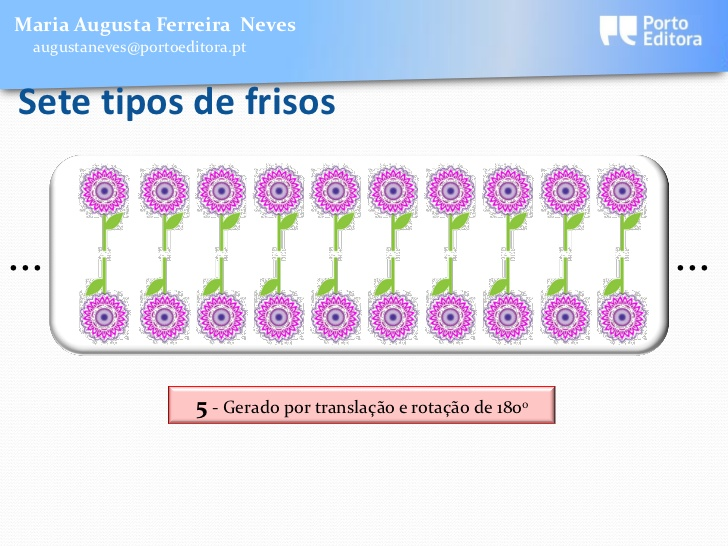 Maria Augusta Ferreira Neves
augustaneves@portoeditora.pt
Porto
Editora
Sete tipos de frisos
... ...
5 - Gerado por translação e rotação de 180º